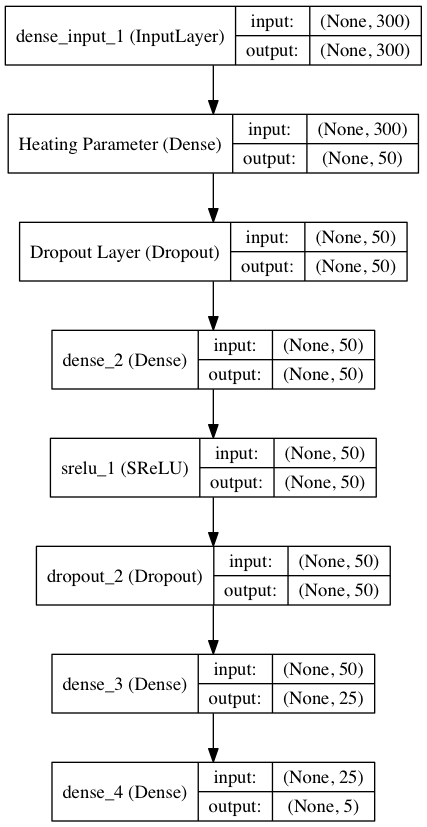 dense_input_1 (InputLayer)
input:
(None, 300)
output:
(None, 300)
Heating Parameter (Dense)
input:
(None, 300)
output:
(None, 50)
Dropout Layer (Dropout)
input:
(None, 50)
output:
(None, 50)
dense_2 (Dense)
input:
(None, 50)
output:
(None, 50)
srelu_1 (SReLU)
input:
(None, 50)
output:
(None, 50)
dropout_2 (Dropout)
input:
(None, 50)
output:
(None, 50)
dense_3 (Dense)
input:
(None, 50)
output:
(None, 25)
dense_4 (Dense)
input:
(None, 25)
output:
(None, 5)